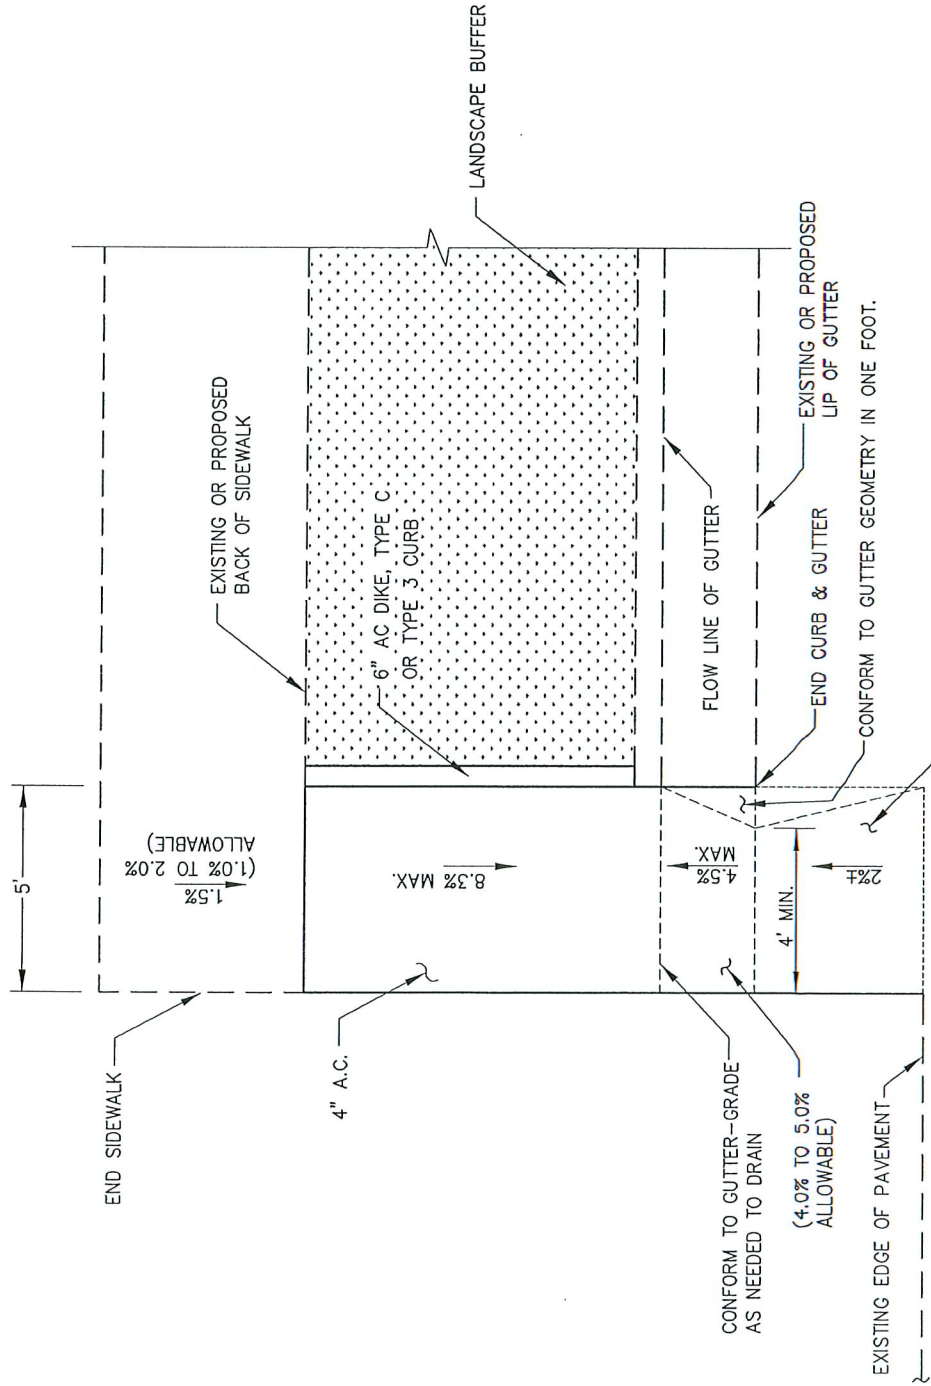 LANDSCAPE BUFFER
EXISTING OR PROPOSED
BACK OF SIDEWALK
6" AC DIKE, TYPE C
OR TYPE 3 CURB
5'
1.5%
(1.0% TO 2.0%
ALLOWABLE)
END SIDEWALK
8.3% MAX.
4" A.C.
FLOW LINE OF GUTTER
EXISTING OR PROPOSED
LIP OF GUTTER
END CURB & GUTTER
CONFORM TO GUTTER GEOMETRY IN ONE FOOT.
4.5%
MAX.
4' MIN.
2%±
CONFORM TO GUTTER-GRADE
AS NEEDED TO DRAIN
(4.0% TO 5.0%
ALLOWABLE)
EXISTING EDGE OF PAVEMENT